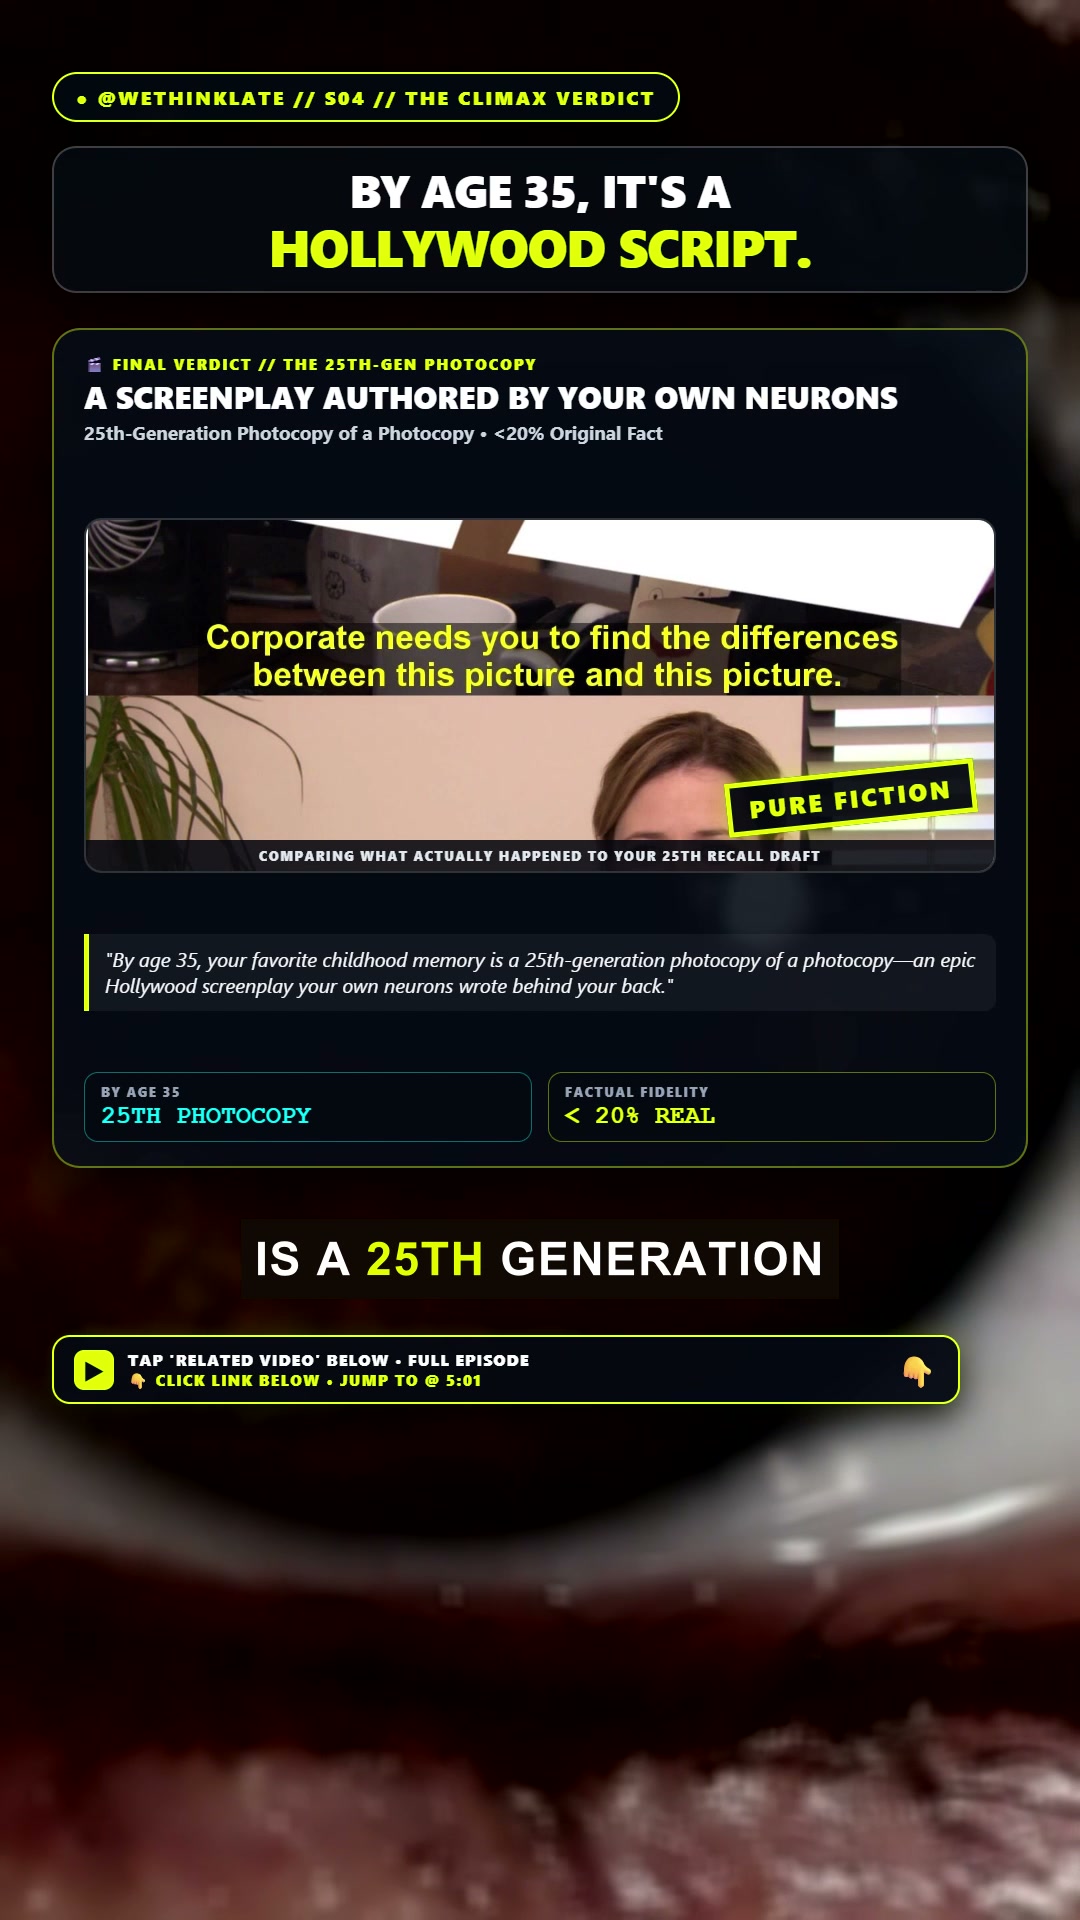 • @WETHINKLATE // S04 // THE CLIMAX VERDICT
BY AGE 35, IT'S A
HOLLYWOOD SCRIPT.
FINAL VERDICT // THE 25TH-GEN PHOTOCOPY
A SCREENPLAY AUTHORED BY YOUR OWN NEURONS
25th-Generation Photocopy of a Photocopy • <20% Original Fact
Corporate needs you to find the differences
between this picture and this picture.
PURE FICTION
COMPARING WHAT ACTUALLY HAPPENED TO YOUR 25TH RECALL DRAFT
"By age 35, your favorite childhood memory is a 25th-generation photocopy of a photocopy—an epic
Hollywood screenplay your own neurons wrote behind your back."
BY AGE 35
25TH PHOTOCOPY
FACTUAL FIDELITY
< 20% REAL
IS A 25TH GENERATION
TAP 'RELATED VIDEO' BELOW • FULL EPISODE
👇 CLICK LINK BELOW • JUMP TO @ 5:01